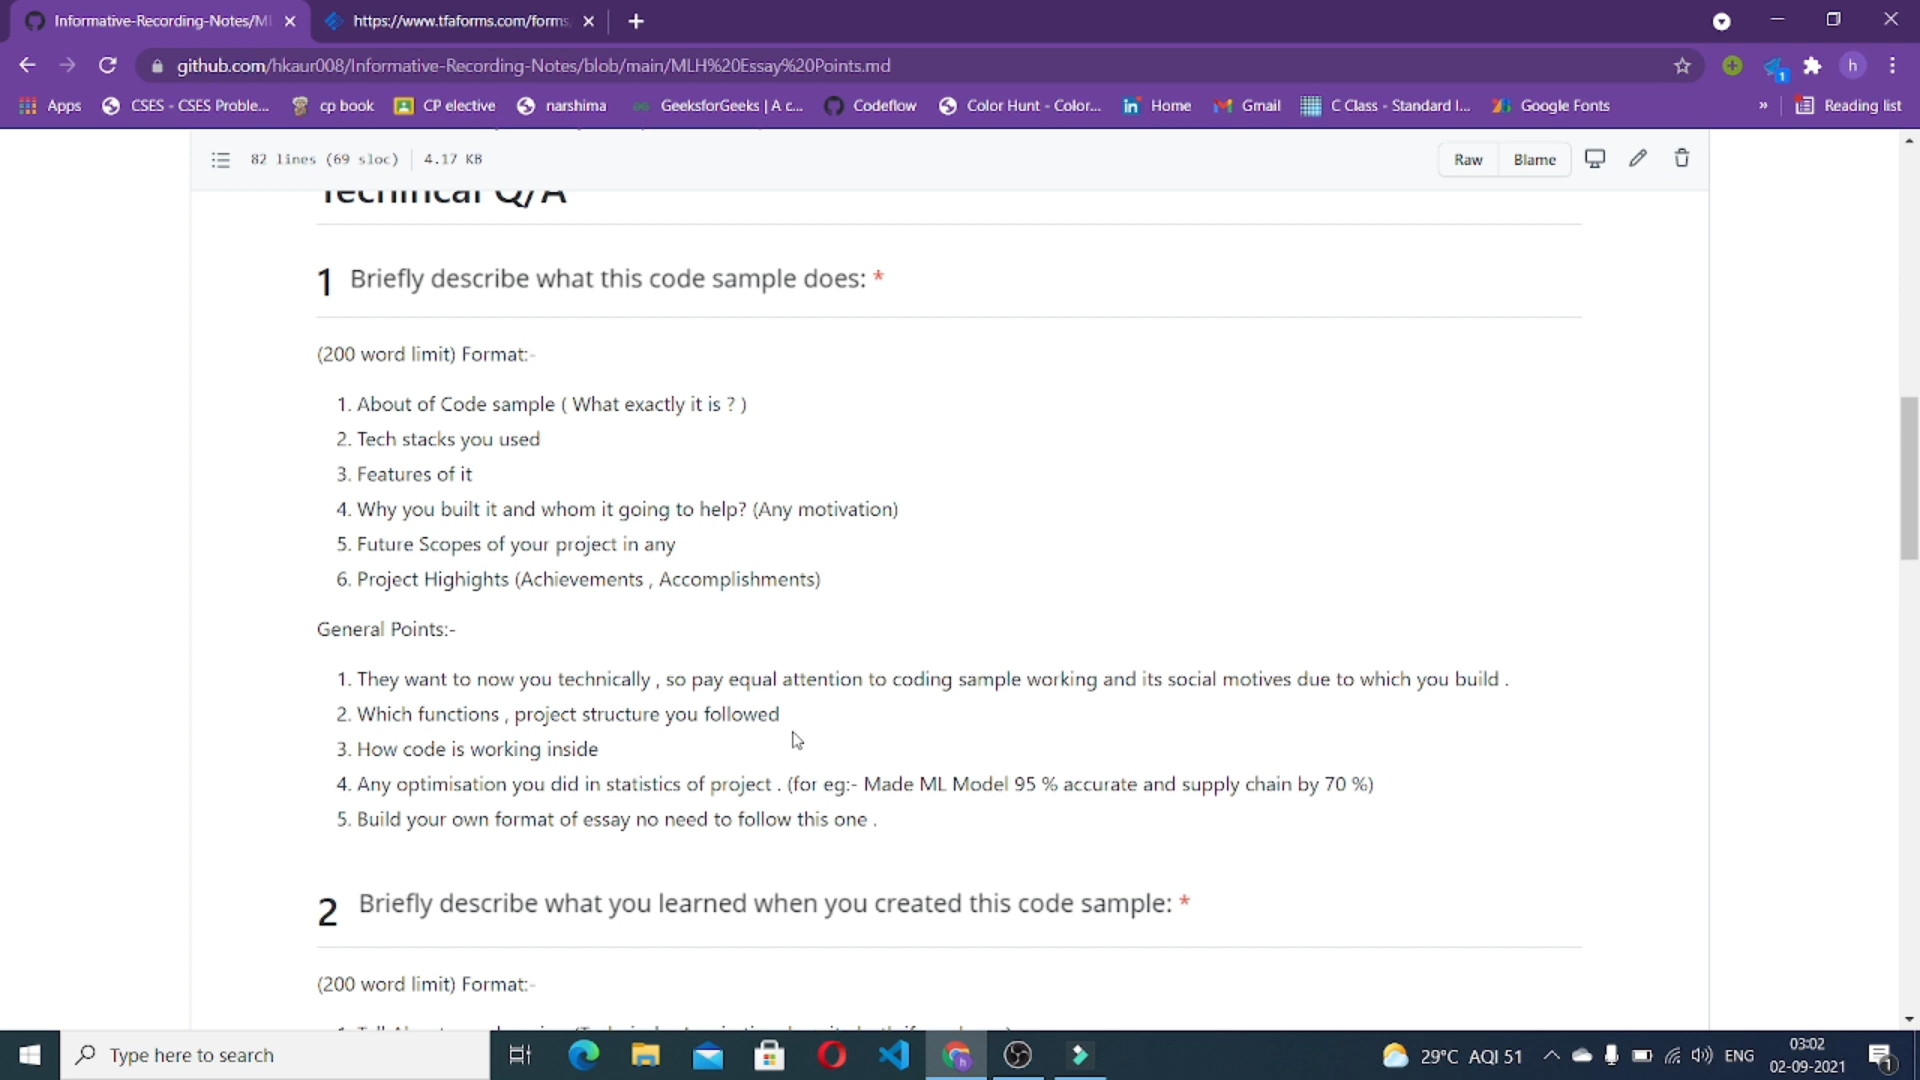 Informative-Recording-Notes/ML
https://www.tfaforms.com/forms
github.com/hkaur008/Informative-Recording-Notes/blob/main/MLH%20Essay%20Points.md
h
1
Apps
CSES - CSES Proble...
cp book
CP elective
narshima
GeeksforGeeks | A c...
Codeflow
Color Hunt - Color...
Home
Gmail
C Class - Standard l...
Google Fonts
»
Reading list
82 lines (69 sloc)
4.17 KB
Raw
Blame
Technical Q/A
1 Briefly describe what this code sample does: *
(200 word limit) Format:-
1. About of Code sample ( What exactly it is ? )
2. Tech stacks you used
3. Features of it
4. Why you built it and whom it going to help? (Any motivation)
5. Future Scopes of your project in any
6. Project Highights (Achievements , Accomplishments)
General Points:-
1. They want to now you technically , so pay equal attention to coding sample working and its social motives due to which you build .
2. Which functions , project structure you followed
3. How code is working inside
4. Any optimisation you did in statistics of project . (for eg:- Made ML Model 95 % accurate and supply chain by 70 %)
5. Build your own format of essay no need to follow this one .
2 Briefly describe what you learned when you created this code sample: *
(200 word limit) Format:-
Type here to search
29°C AQI 51
ENG
03:02
02-09-2021
1